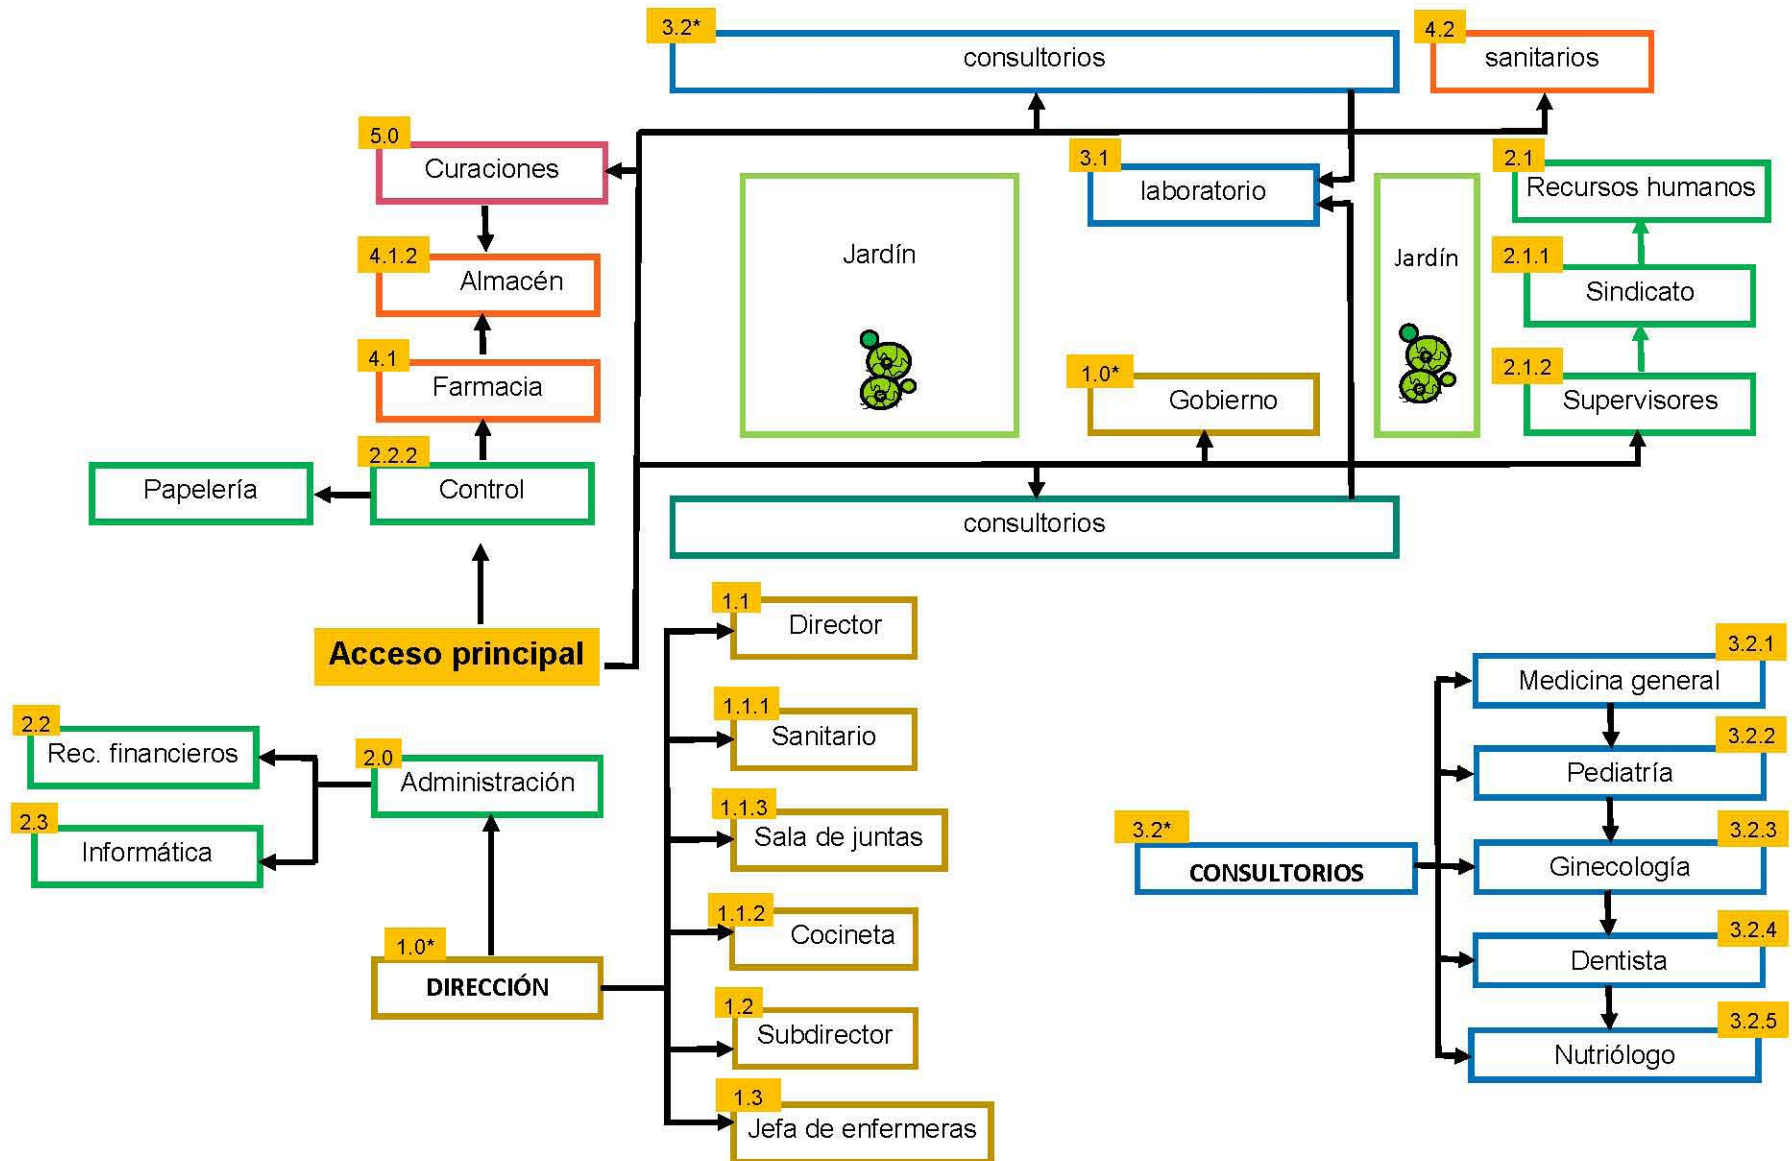 3.2*
consultorios
4.2
sanitarios
5.0
Curaciones
3.1
laboratorio
2.1
Recursos humanos
Jardín
Jardín
4.1.2
Almacén
2.1.1
Sindicato
4.1
Farmacia
1.0*
Gobierno
2.1.2
Supervisores
Papelería
2.2.2
Control
consultorios
Acceso principal
1.1
Director
1.1.1
Sanitario
1.1.3
Sala de juntas
1.1.2
Cocineta
1.2
Subdirector
1.3
Jefa de enfermeras
2.2
Rec. financieros
2.0
Administración
2.3
Informática
1.0*
DIRECCIÓN
3.2*
CONSULTORIOS
3.2.1
Medicina general
3.2.2
Pediatría
3.2.3
Ginecología
3.2.4
Dentista
3.2.5
Nutriólogo